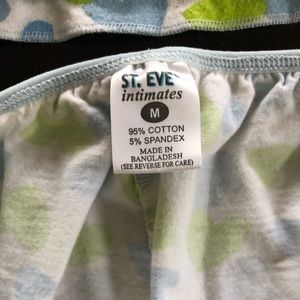 ST. EVE
intimates
M
95% COTTON
5% SPANDEX
MADE IN
BANGLADESH
(SEE REVERSE FOR CARE)